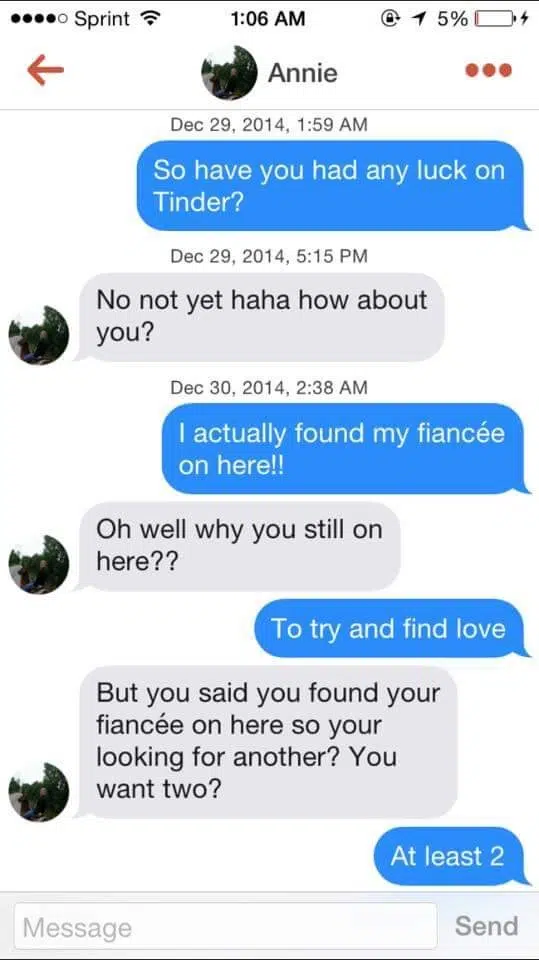 Sprint 1:06 AM 5%
Annie
Dec 29, 2014, 1:59 AM
So have you had any luck on
Tinder?
Dec 29, 2014, 5:15 PM
No not yet haha how about
you?
Dec 30, 2014, 2:38 AM
I actually found my fiancée
on here!!
Oh well why you still on
here??
To try and find love
But you said you found your
fiancée on here so your
looking for another? You
want two?
At least 2
Message Send